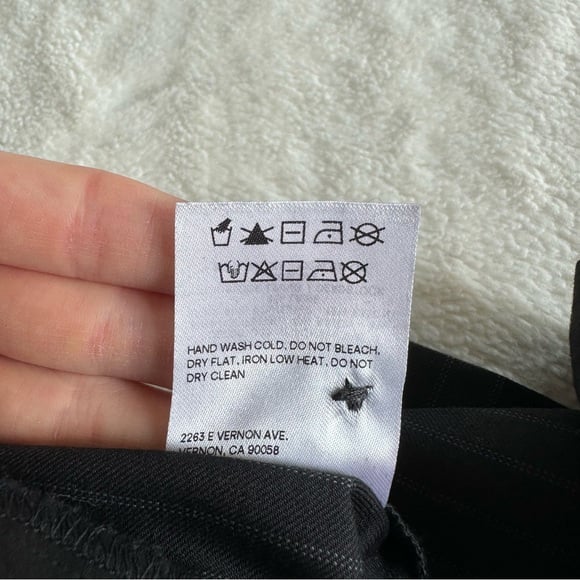 HAND WASH COLD, DO NOT BLEACH,
DRY FLAT, IRON LOW HEAT, DO NOT
DRY CLEAN
2263 E VERNON AVE.
VERNON, CA 90058